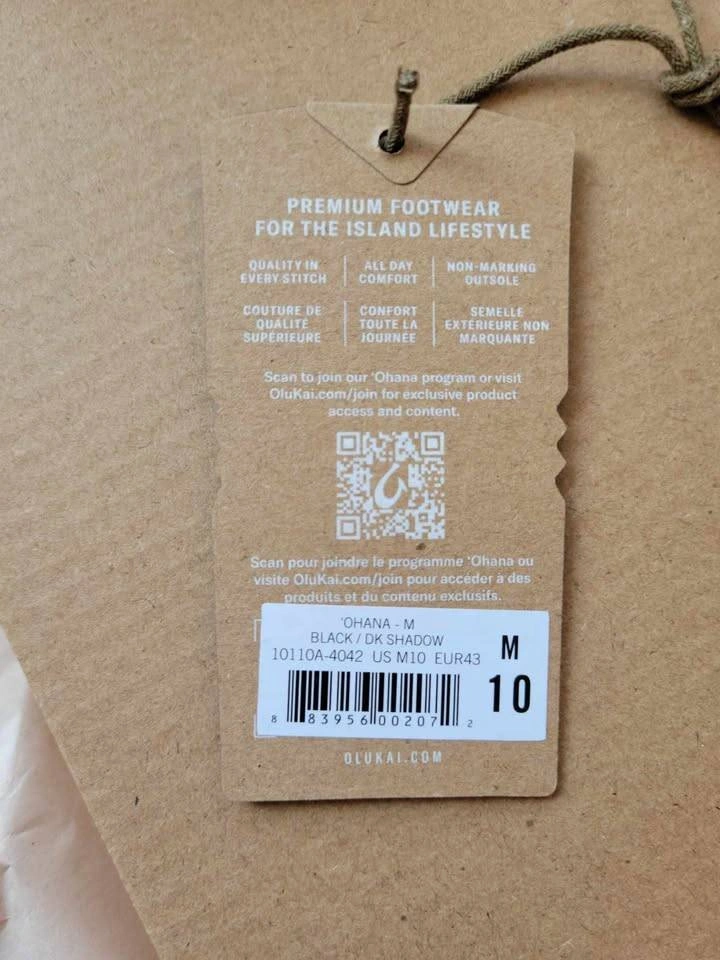 PREMIUM FOOTWEAR
FOR THE ISLAND LIFESTYLE
QUALITY IN
EVERY STITCH
ALL DAY
COMFORT
NON-MARKING
OUTSOLE
COUTURE DE
QUALITÉ
SUPÉRIEURE
CONFORT
TOUTE LA
JOURNÉE
SEMELLE
EXTÉRIEURE NON
MARQUANTE
Scan to join our ‘Ohana program or visit
OluKai.com/join for exclusive product
access and content.
Scan pour joindre le programme ‘Ohana ou
visite OluKai.com/join pour accéder à des
produits et du contenu exclusifs.
‘OHANA - M
BLACK / DK SHADOW
10110A-4042 US M10 EUR43
M
10
8 83956 00207 2
OLUKAI.COM